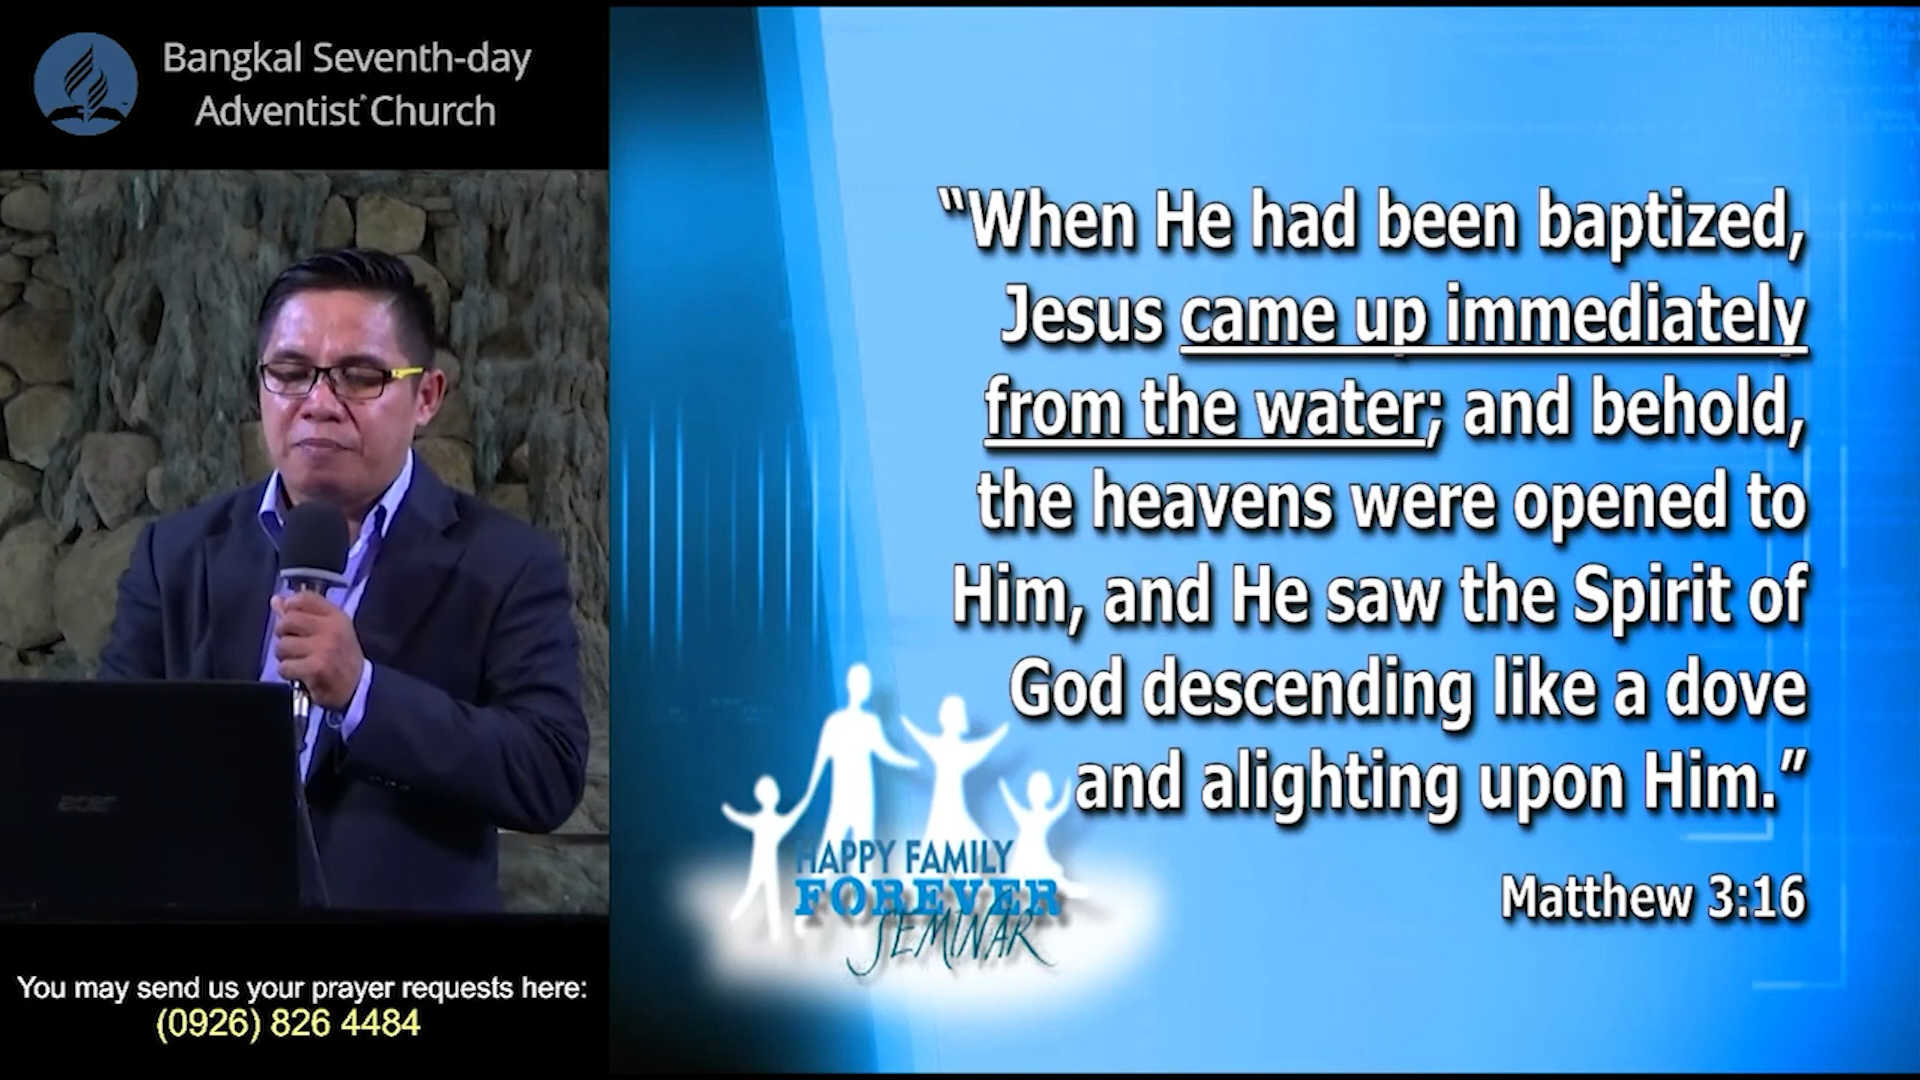 Bangkal Seventh-day
Adventist Church
“When He had been baptized,
Jesus came up immediately
from the water; and behold,
the heavens were opened to
Him, and He saw the Spirit of
God descending like a dove
and alighting upon Him.”
Matthew 3:16
HAPPY FAMILY
FOREVER
SEMINAR
acer
You may send us your prayer requests here:
(0926) 826 4484